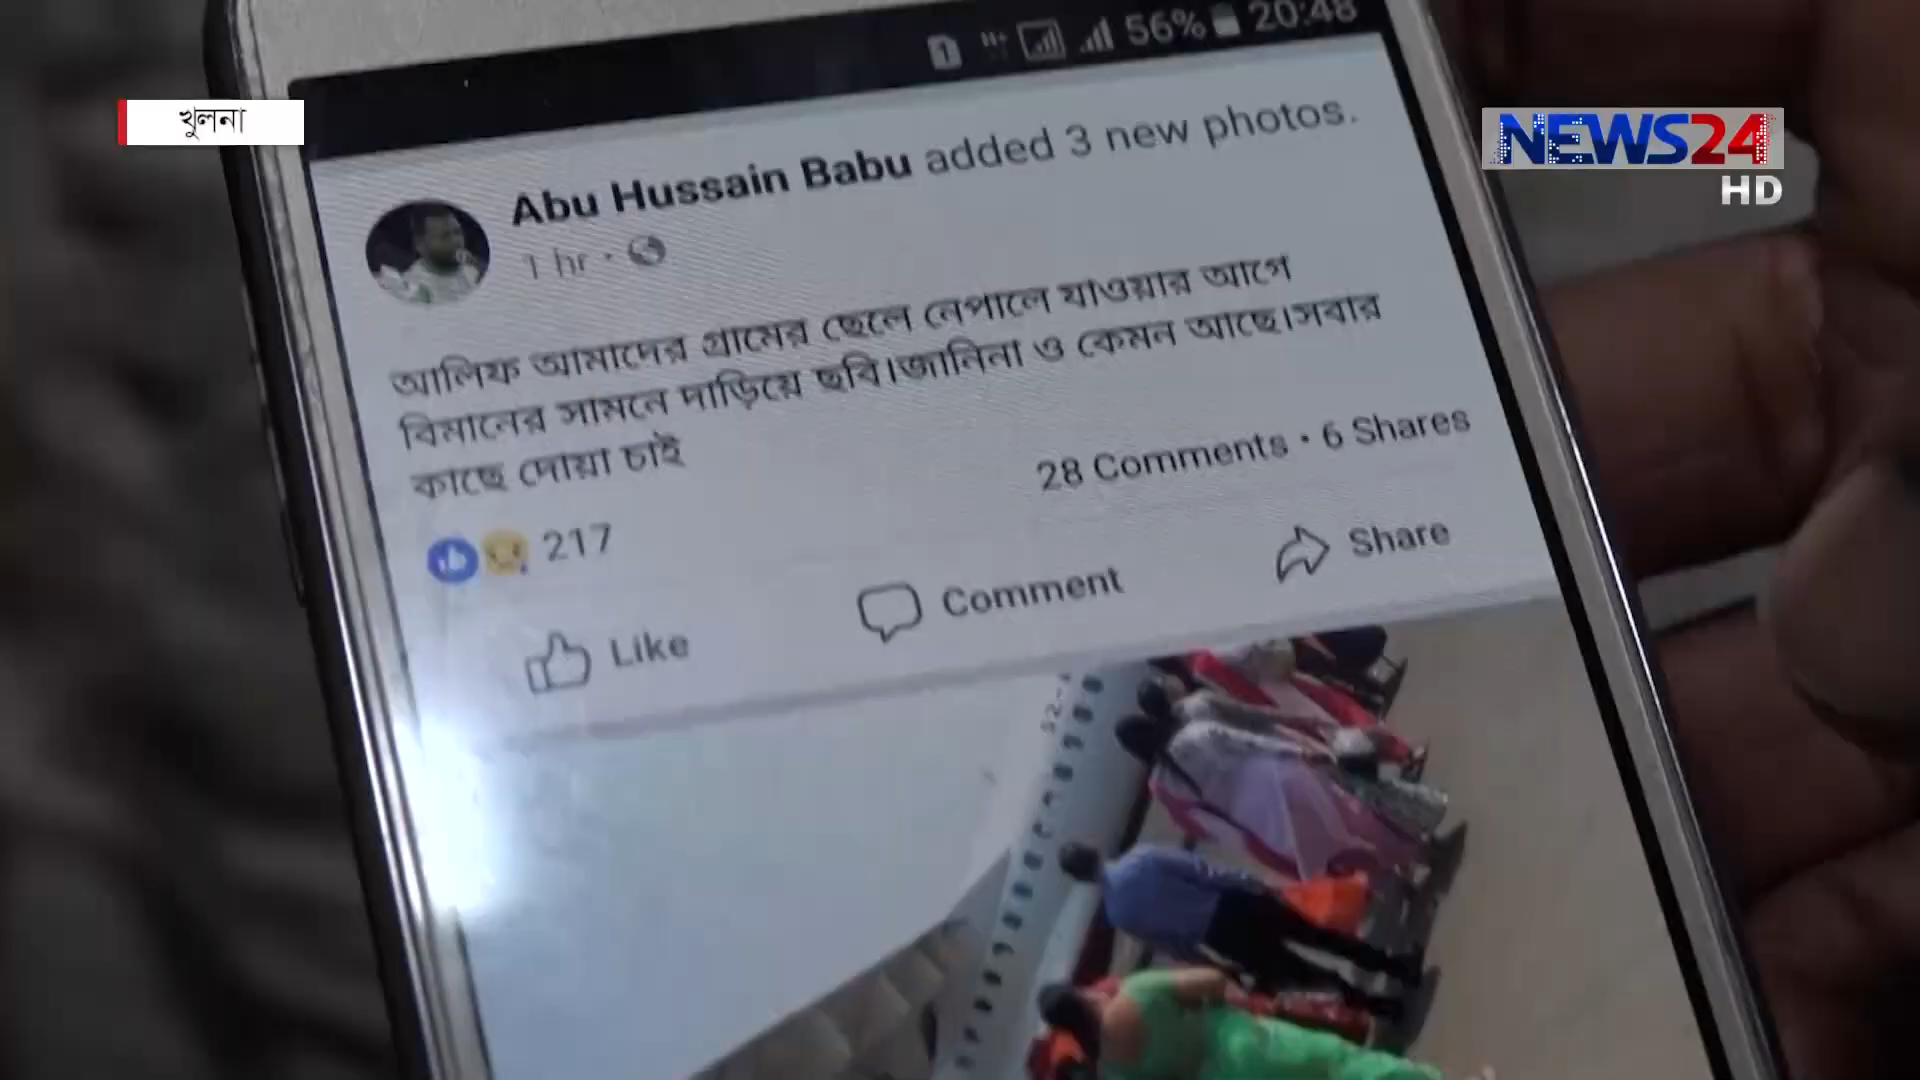 56% 20:48
খুলনা
NEWS24
HD
Abu Hussain Babu added 3 new photos.
1 hr
আলিফ আমাদের গ্রামের ছেলে নেপালে যাওয়ার আগে
বিমানের সামনে দাড়িয়ে ছবি।জানিনা ও কেমন আছে।সবার
কাছে দোয়া চাই
28 Comments • 6 Shares
217
Like
Comment
Share